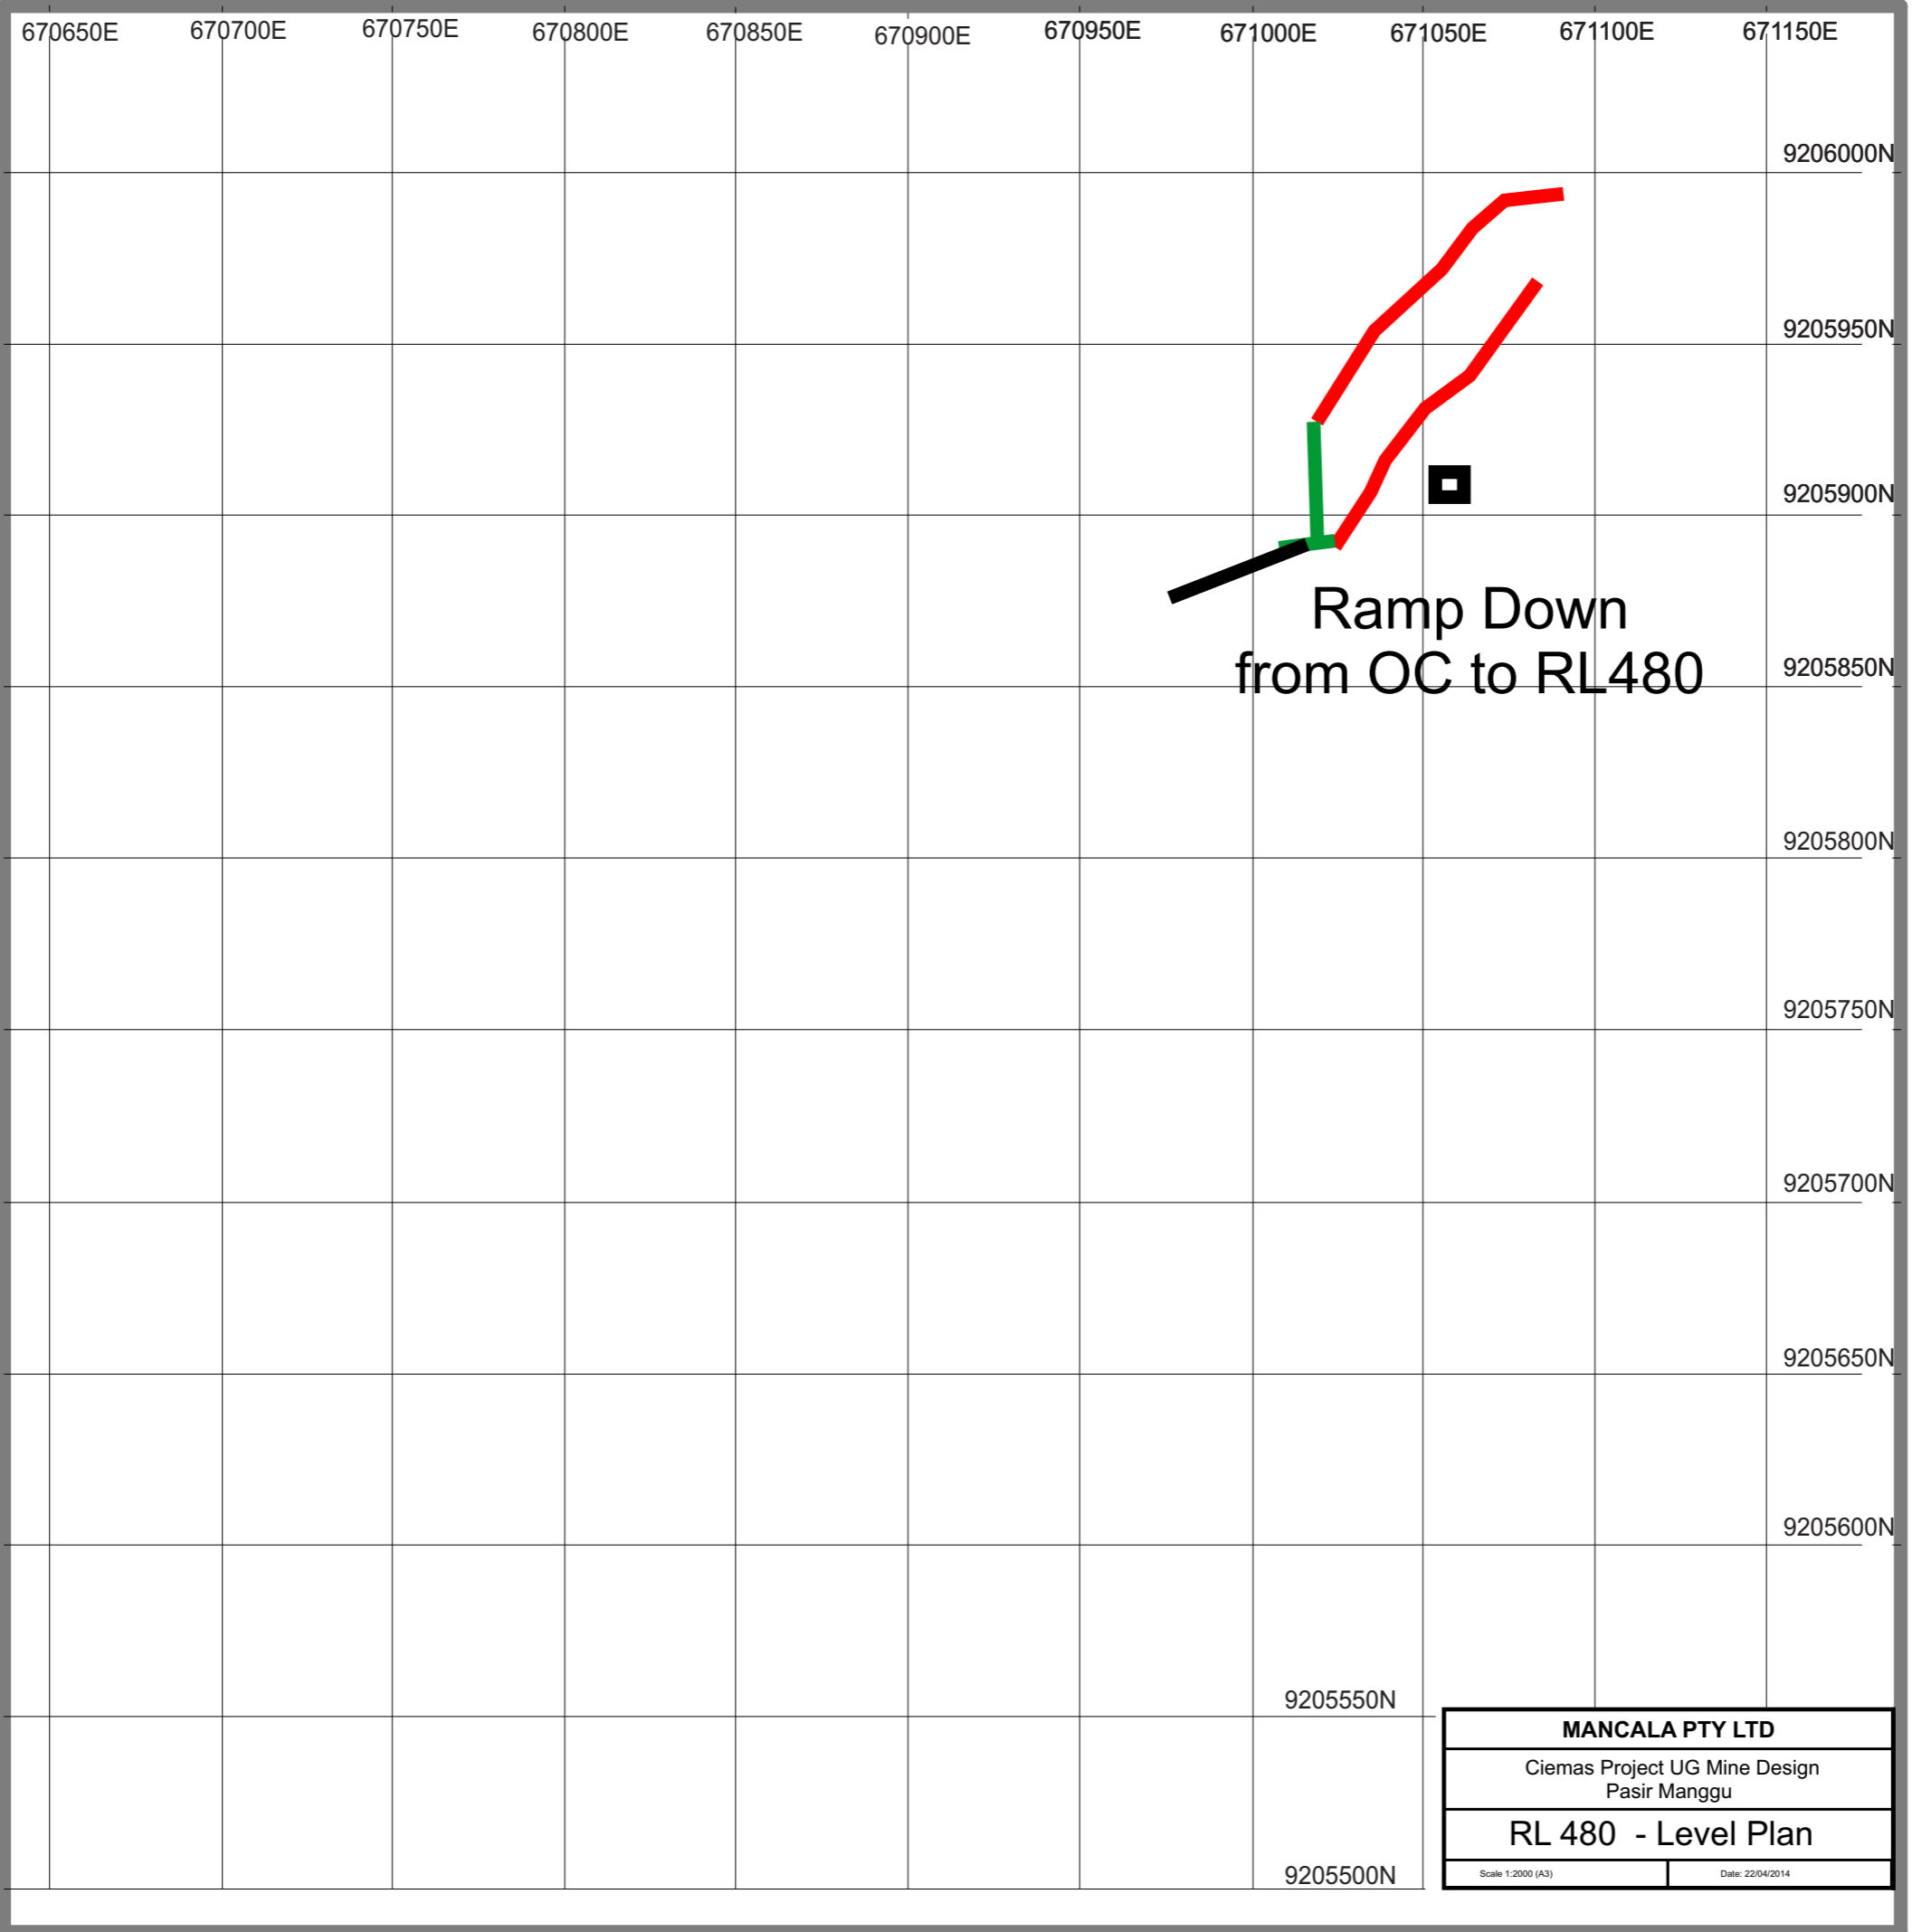 670650E 670700E 670750E 670800E 670850E 670900E 670950E 671000E 671050E 671100E 671150E
9206000N
9205950N
9205900N
Ramp Down
from OC to RL480
9205850N
9205800N
9205750N
9205700N
9205650N
9205600N
9205550N
MANCALA PTY LTD
Ciemas Project UG Mine Design
Pasir Manggu
RL 480 - Level Plan
Scale 1:2000 (A3) Date: 22/04/2014
9205500N